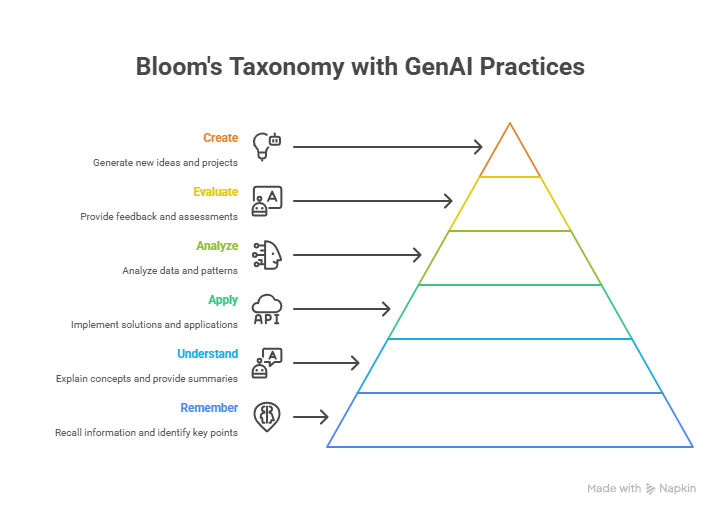 Bloom's Taxonomy with GenAI Practices
Create
Generate new ideas and projects
Evaluate
A
Provide feedback and assessments
Analyze
Analyze data and patterns
Apply
API
Implement solutions and applications
Understand
A
Explain concepts and provide summaries
Remember
Recall information and identify key points
Made with Napkin